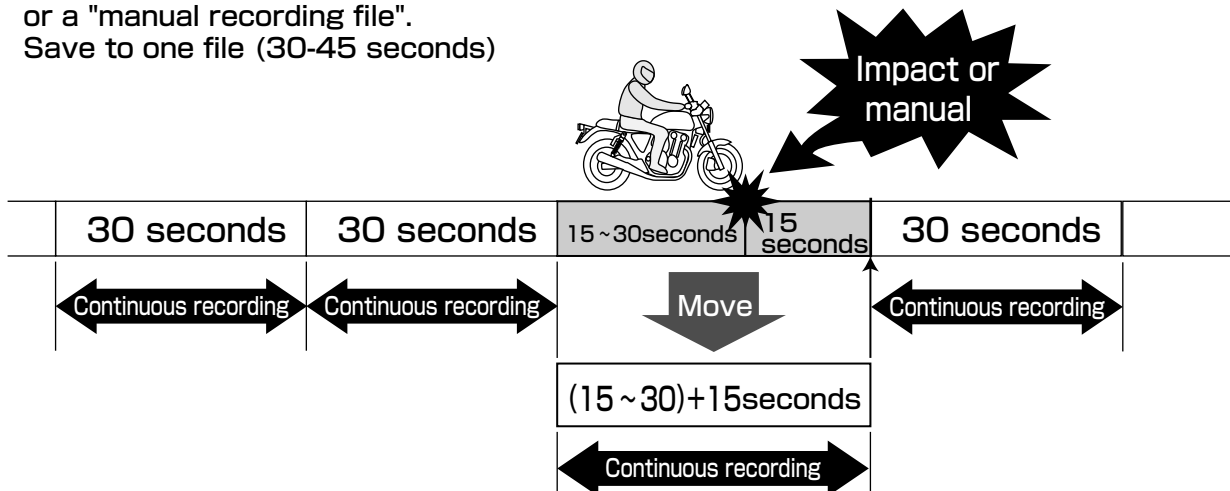 or a "manual recording file".
Save to one file (30-45 seconds)
Impact or
manual
30 seconds
30 seconds
15~30seconds
15
seconds
30 seconds
Continuous recording
Continuous recording
Move
Continuous recording
(15~30)+15seconds
Continuous recording